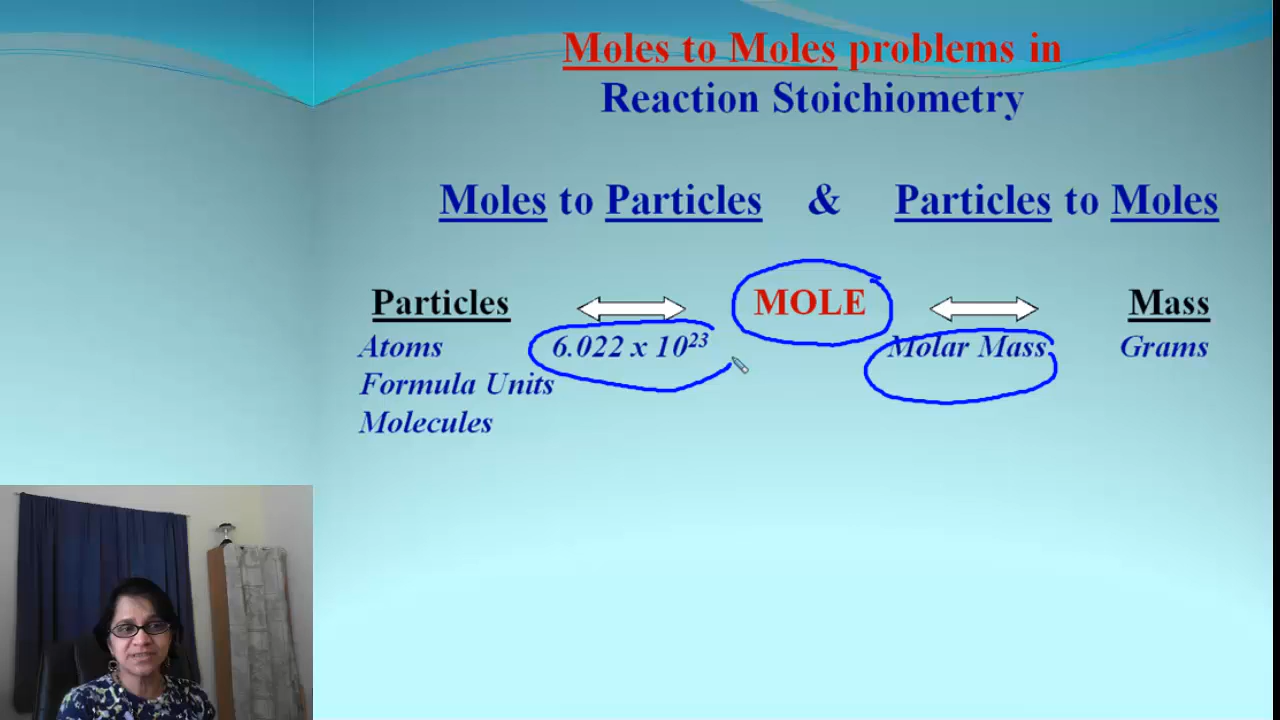 Moles to Moles problems in
Reaction Stoichiometry
Moles to Particles & Particles to Moles
Particles MOLE Mass
Atoms 6.022 x 10²³ Molar Mass Grams
Formula Units
Molecules